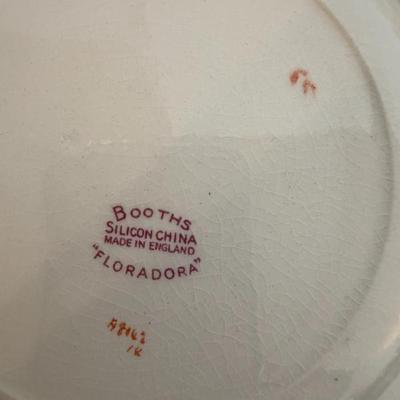 BOOTHS
SILICON CHINA
MADE IN ENGLAND
"FLORADORA"